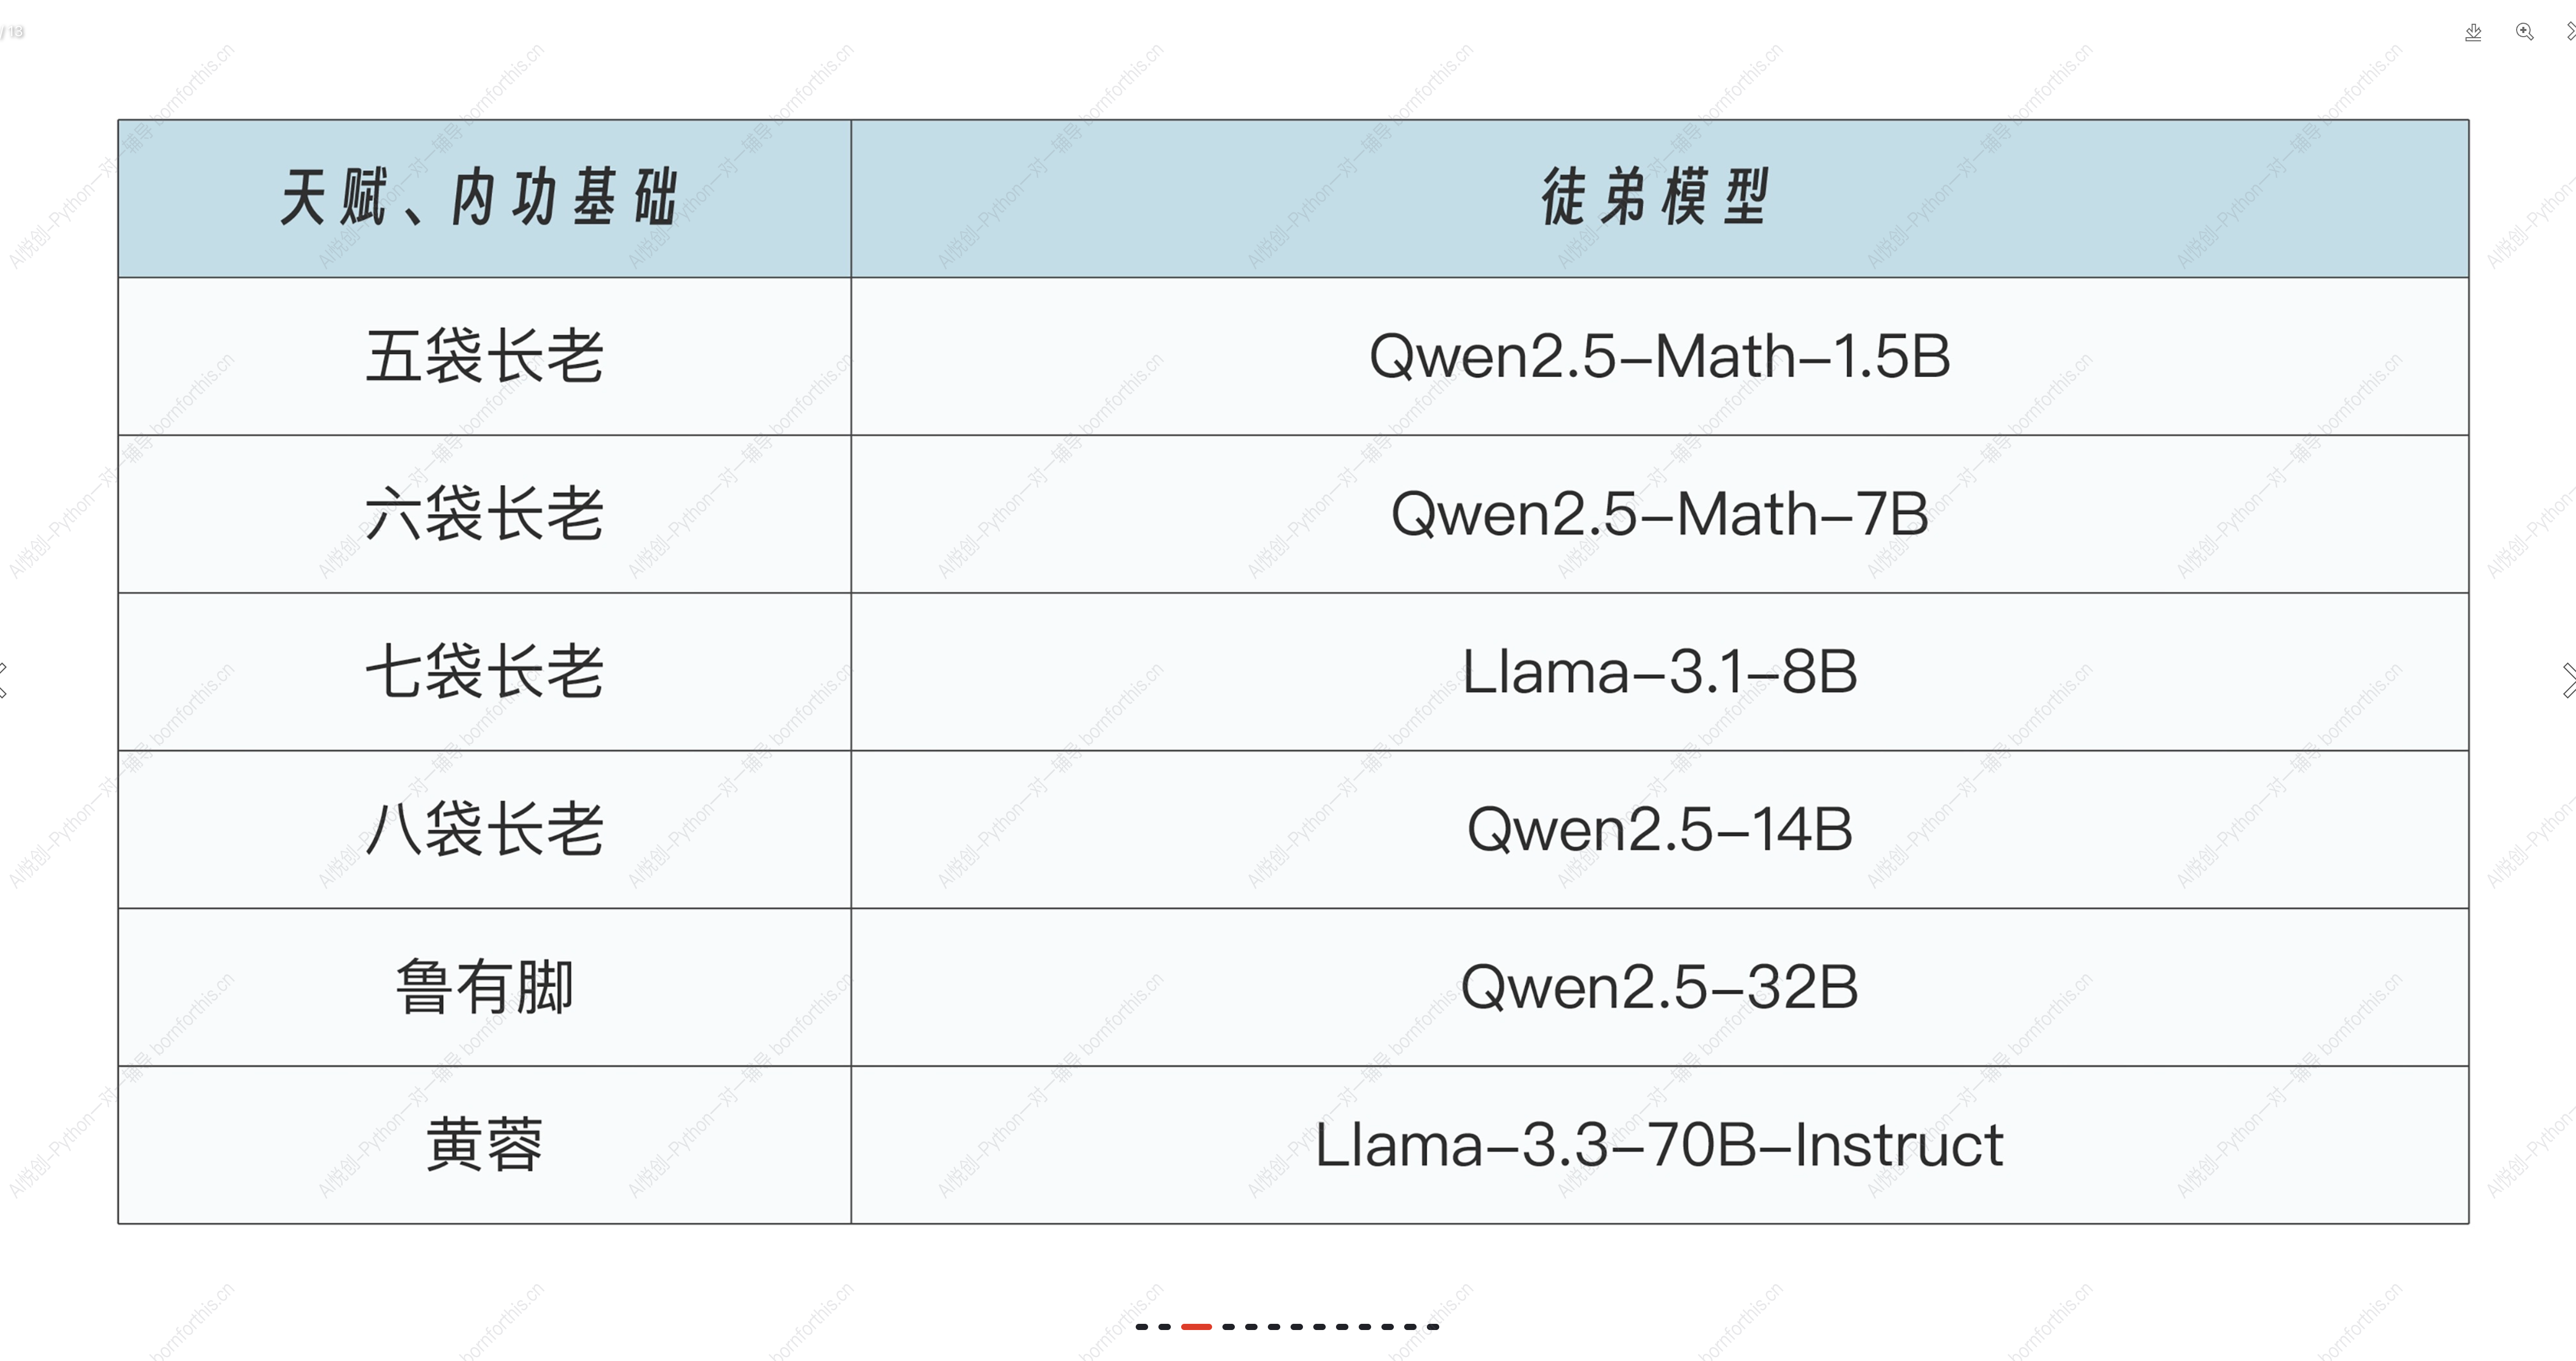 / 13
天赋、内功基础 徒弟模型
五袋长老 Qwen2.5-Math-1.5B
六袋长老 Qwen2.5-Math-7B
七袋长老 Llama-3.1-8B
八袋长老 Qwen2.5-14B
鲁有脚 Qwen2.5-32B
黄蓉 Llama-3.3-70B-Instruct
AI悦创-Python一对一辅导 bornforthis.cn